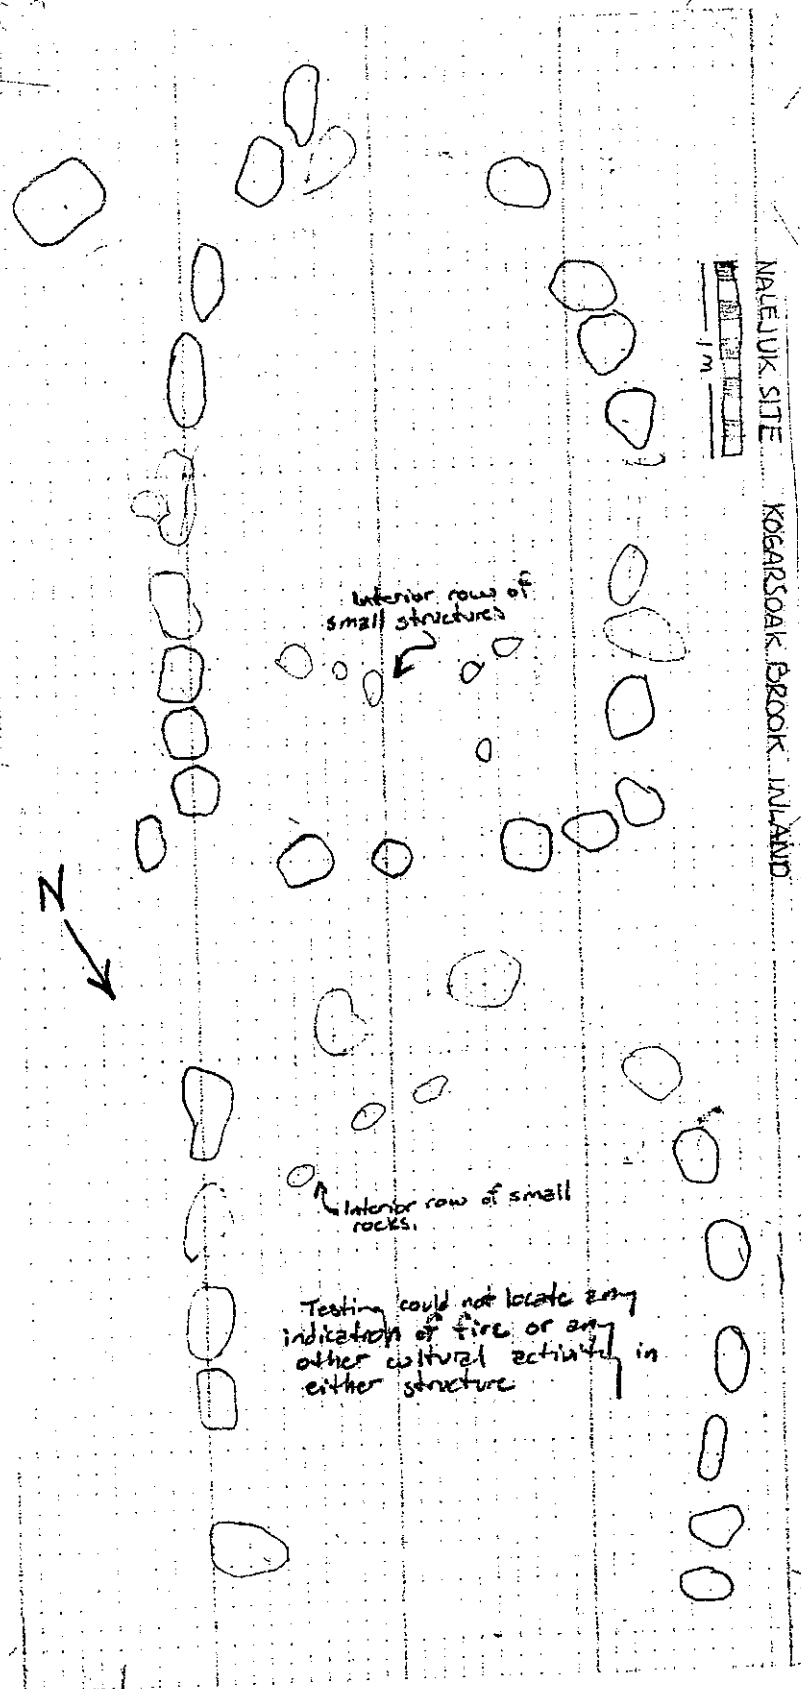 NALEJUK SITE KOGARSOAK BROOK INLAND
1 m.
Interior row of
small structures
N
Interior row of small
rocks.
Testing could not locate any
indication of fire or any
other cultural activity in
either structure